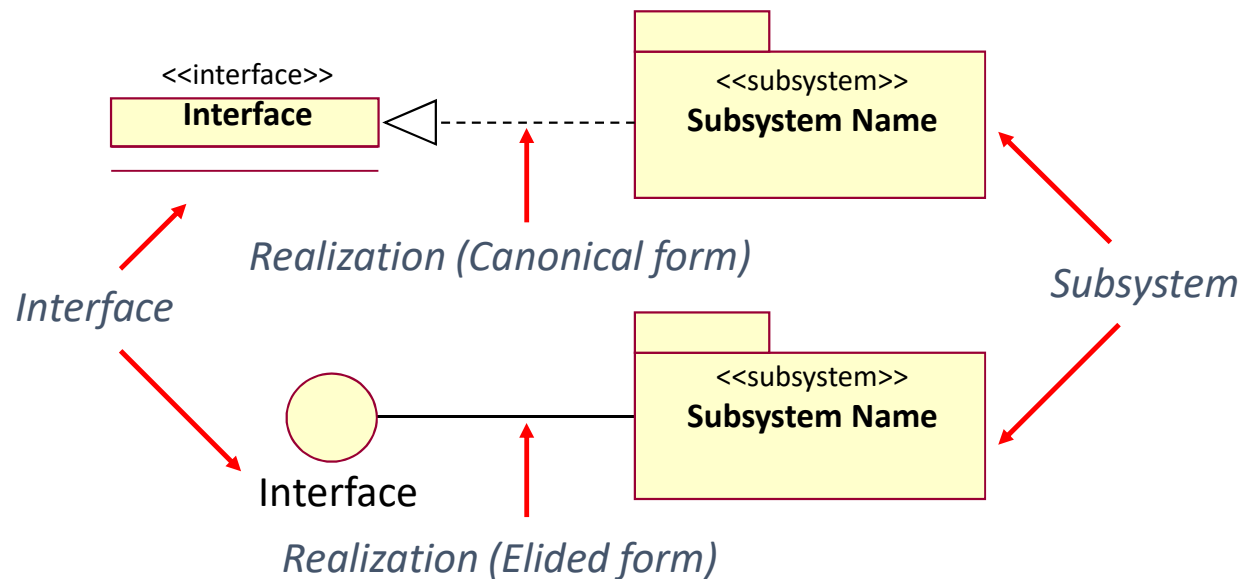 <<interface>>
Interface
<<subsystem>>
Subsystem Name
Realization (Canonical form)
Interface
Subsystem
<<subsystem>>
Subsystem Name
Interface
Realization (Elided form)